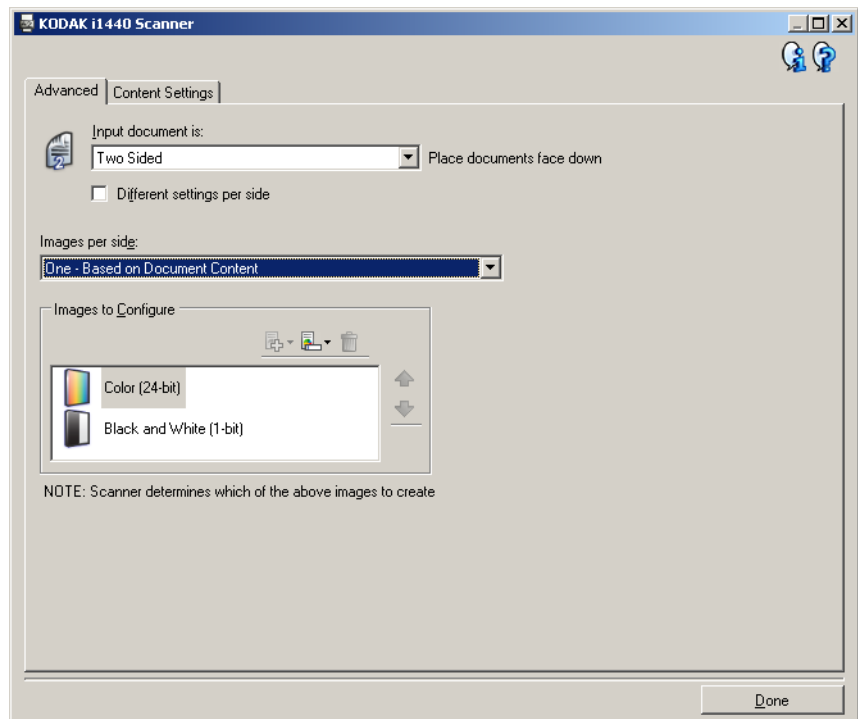 KODAK i1440 Scanner
Advanced
Content Settings
Input document is:
Two Sided
Place documents face down
Different settings per side
Images per side:
One - Based on Document Content
Images to Configure
Color (24-bit)
Black and White (1-bit)
NOTE: Scanner determines which of the above images to create
Done